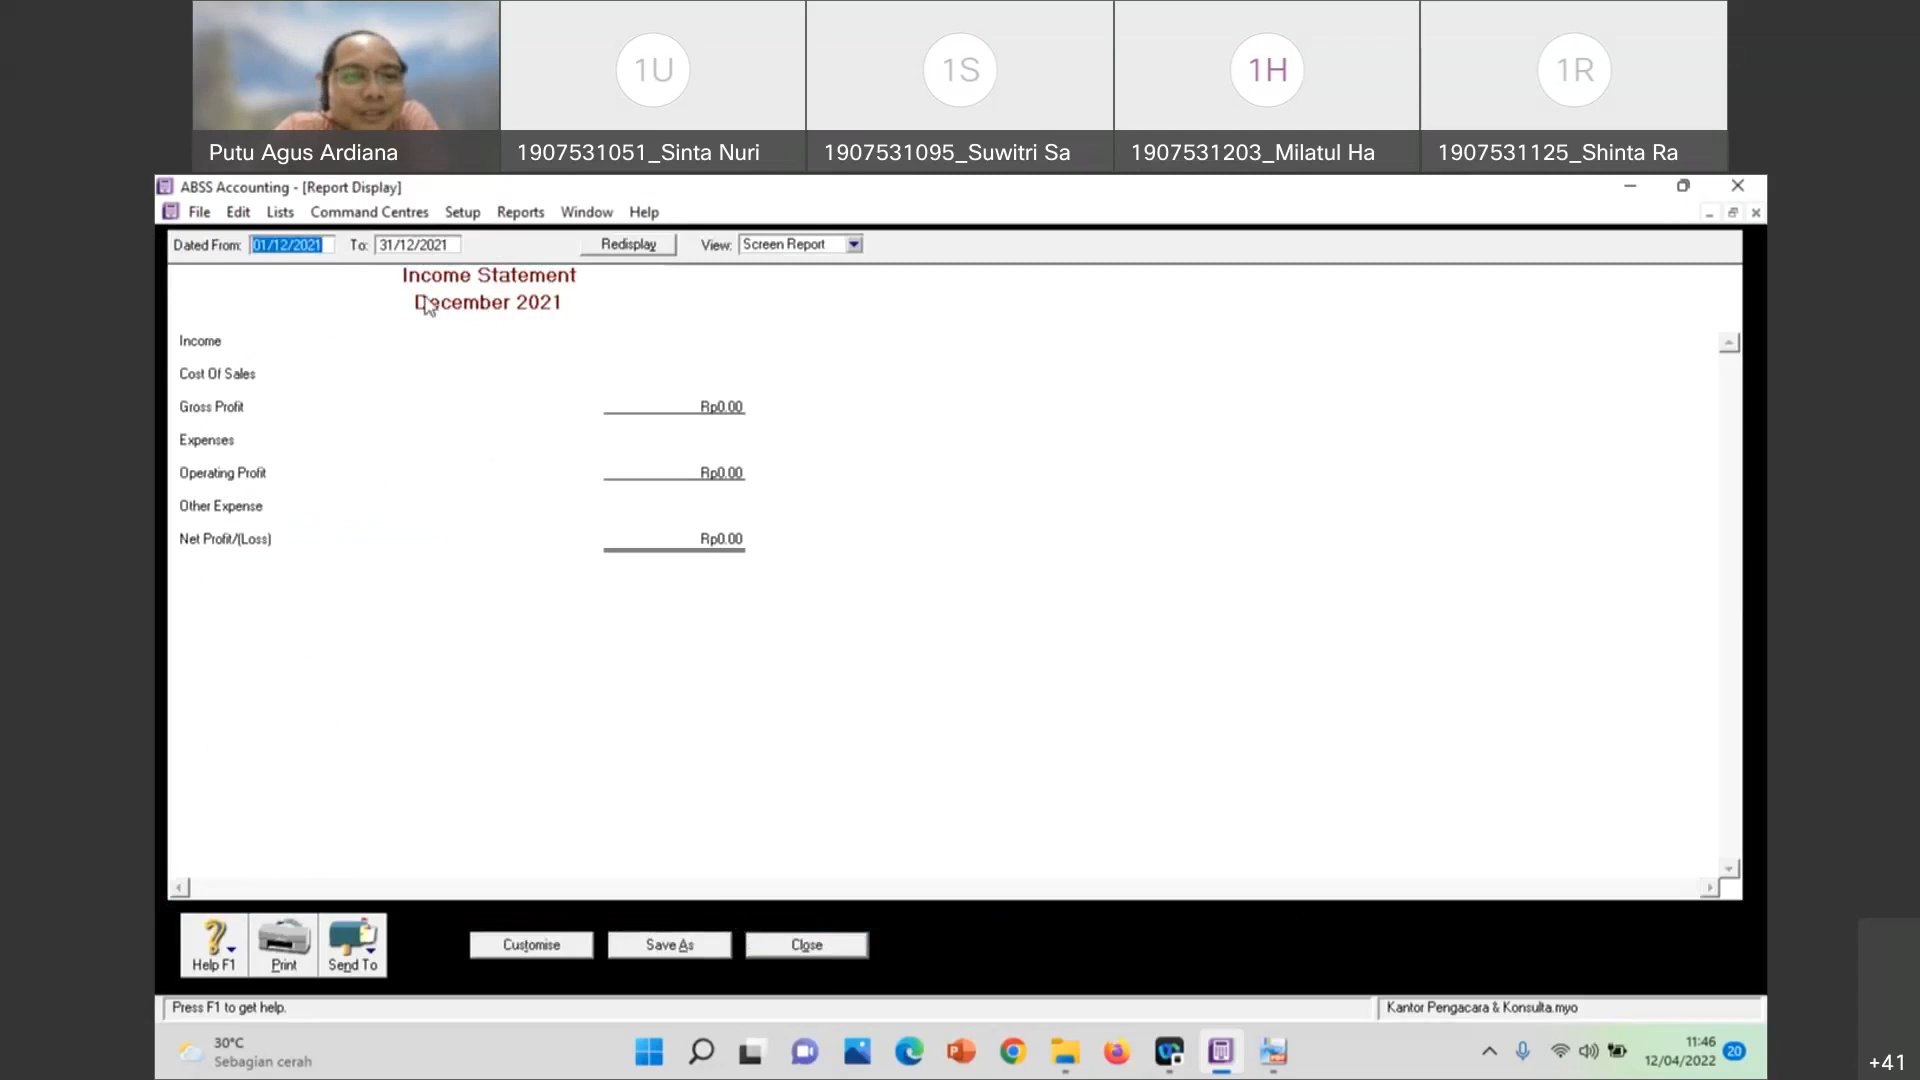 1U
1S
1H
1R
Putu Agus Ardiana
1907531051_Sinta Nuri
1907531095_Suwitri Sa
1907531203_Milatul Ha
1907531125_Shinta Ra
ABSS Accounting - [Report Display]
File Edit Lists Command Centres Setup Reports Window Help
Dated From: 01/12/2021 To: 31/12/2021 Redisplay View: Screen Report
Income Statement
December 2021
Income
Cost Of Sales
Gross Profit Rp0.00
Expenses
Operating Profit Rp0.00
Other Expense
Net Profit/(Loss) Rp0.00
Help F1 Print Send To Customise Save As Close
Press F1 to get help. Kantor Pengacara & Konsulta.myo
30°C
Sebagian cerah
11:46
12/04/2022 20
+41